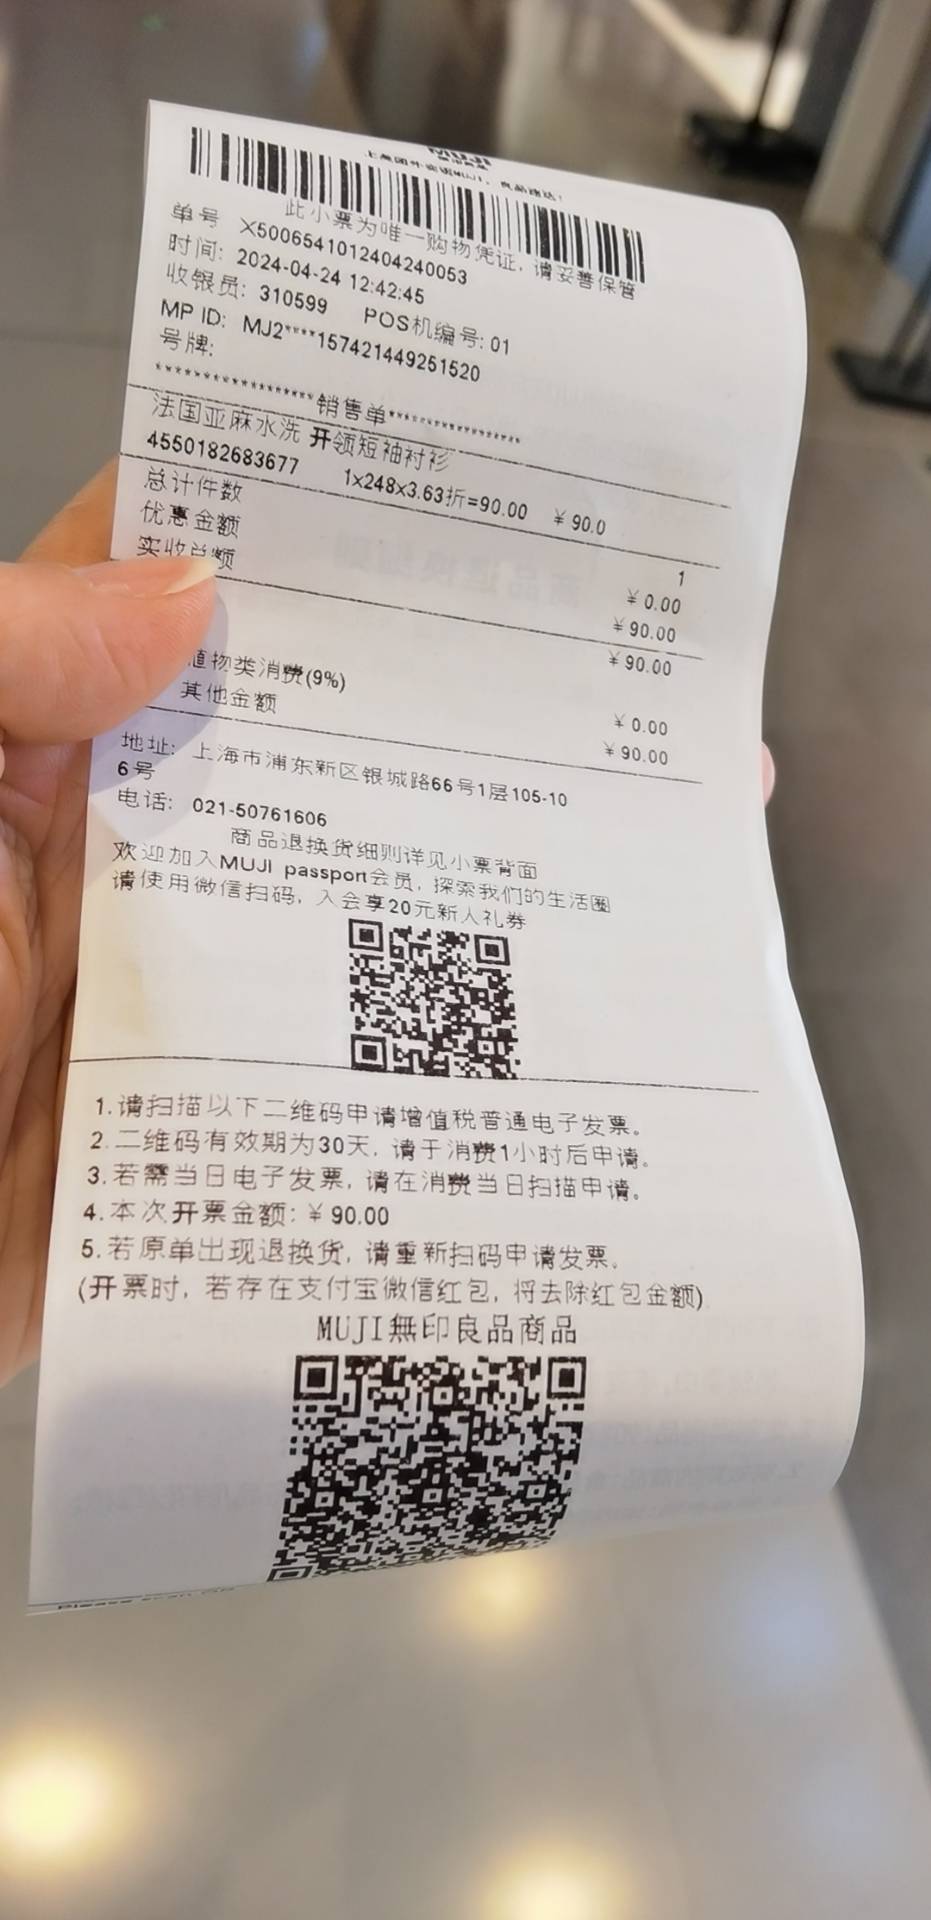 MUJI
此小票为唯一购物凭证，请妥善保管
单号 X5006541012404240053
时间: 2024-04-24 12:42:45
收银员: 310599 POS机编号: 01
MP ID: MJ2****157421449251520
号牌:
********************销售单********************
法国亚麻水洗 开领短袖衬衫
4550182683677 1x248x3.63折=90.00 ￥90.0
总计件数 1
优惠金额 ￥0.00
实收总额 ￥90.00
￥90.00
植物类消费(9%) ￥0.00
其他金额 ￥90.00
地址: 上海市浦东新区银城路66号1层105-10
6号
电话: 021-50761606
商品退换货细则详见小票背面
欢迎加入MUJI passport会员, 探索我们的生活圈
请使用微信扫码, 入会享20元新人礼券
1.请扫描以下二维码申请增值税普通电子发票。
2.二维码有效期为30天, 请于消费1小时后申请。
3.若需当日电子发票, 请在消费当日扫描申请。
4.本次开票金额: ￥90.00
5.若原单出现退换货, 请重新扫码申请发票。
(开票时, 若存在支付宝微信红包, 将去除红包金额)
MUJI無印良品商品